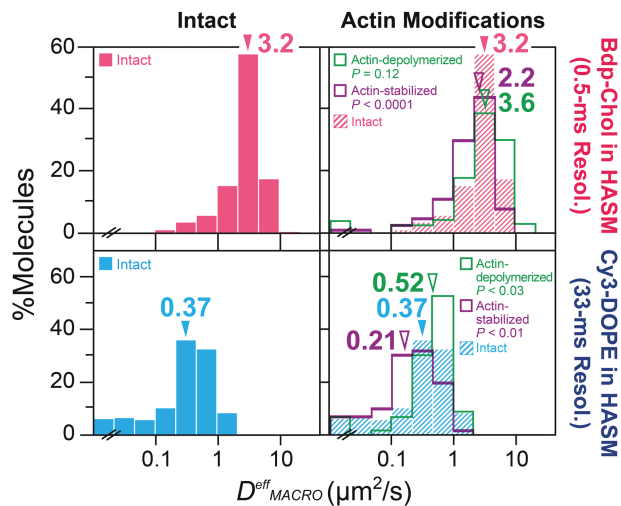 Intact
Actin Modifications
%Molecules
60
40
20
0
Intact
3.2
Actin-depolymerized
P = 0.12
Actin-stabilized
P < 0.0001
Intact
3.2
2.2
3.6
Bdp-Chol in HASM
(0.5-ms Resol.)
60
40
20
0
Intact
0.37
0.1
1
10
Actin-
depolymerized
P < 0.03
Actin-
stabilized
P < 0.01
Intact
0.52
0.37
0.21
0.1
1
10
Cy3-DOPE in HASM
(33-ms Resol.)
D^eff_MACRO (μm²/s)